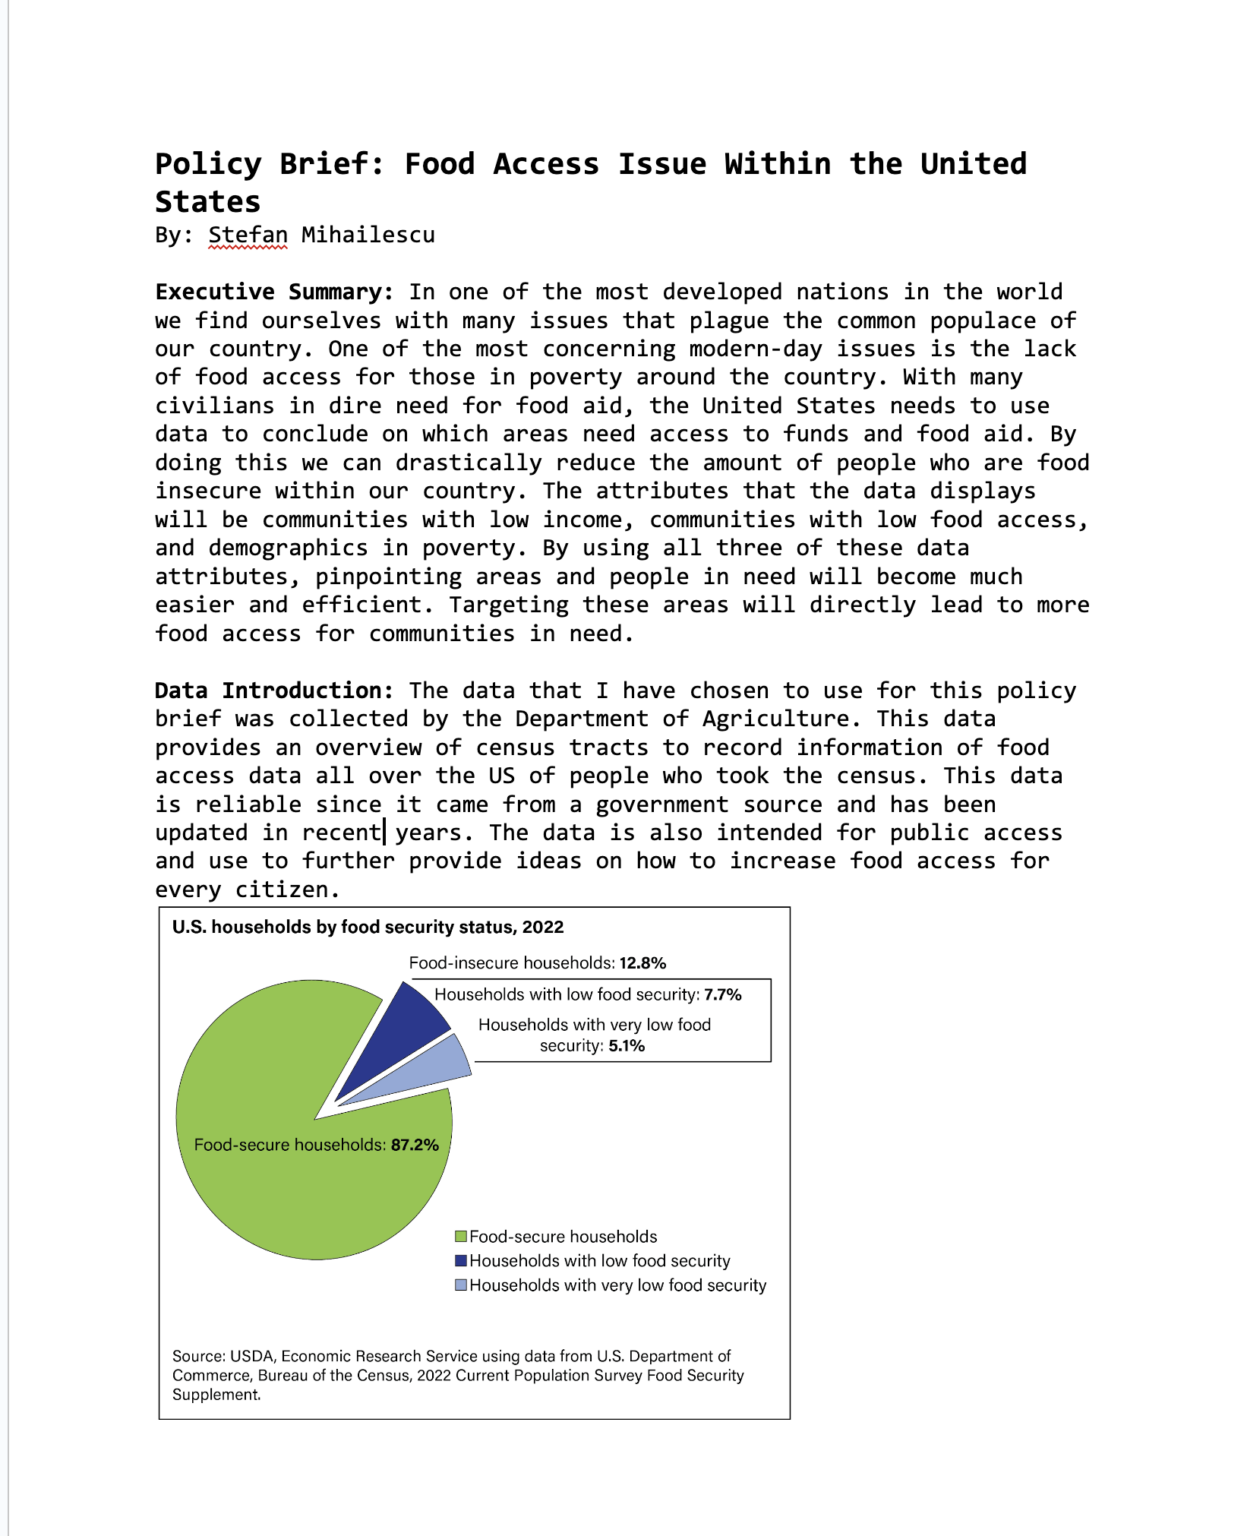 Policy Brief: Food Access Issue Within the United
States
By: Stefan Mihailescu
Executive Summary: In one of the most developed nations in the world
we find ourselves with many issues that plague the common populace of
our country. One of the most concerning modern-day issues is the lack
of food access for those in poverty around the country. With many
civilians in dire need for food aid, the United States needs to use
data to conclude on which areas need access to funds and food aid. By
doing this we can drastically reduce the amount of people who are food
insecure within our country. The attributes that the data displays
will be communities with low income, communities with low food access,
and demographics in poverty. By using all three of these data
attributes, pinpointing areas and people in need will become much
easier and efficient. Targeting these areas will directly lead to more
food access for communities in need.
Data Introduction: The data that I have chosen to use for this policy
brief was collected by the Department of Agriculture. This data
provides an overview of census tracts to record information of food
access data all over the US of people who took the census. This data
is reliable since it came from a government source and has been
updated in recent years. The data is also intended for public access
and use to further provide ideas on how to increase food access for
every citizen.
U.S. households by food security status, 2022
Food-insecure households: 12.8%
Households with low food security: 7.7%
Households with very low food
security: 5.1%
Food-secure households: 87.2%
Food-secure households
Households with low food security
Households with very low food security
Source: USDA, Economic Research Service using data from U.S. Department of
Commerce, Bureau of the Census, 2022 Current Population Survey Food Security
Supplement.